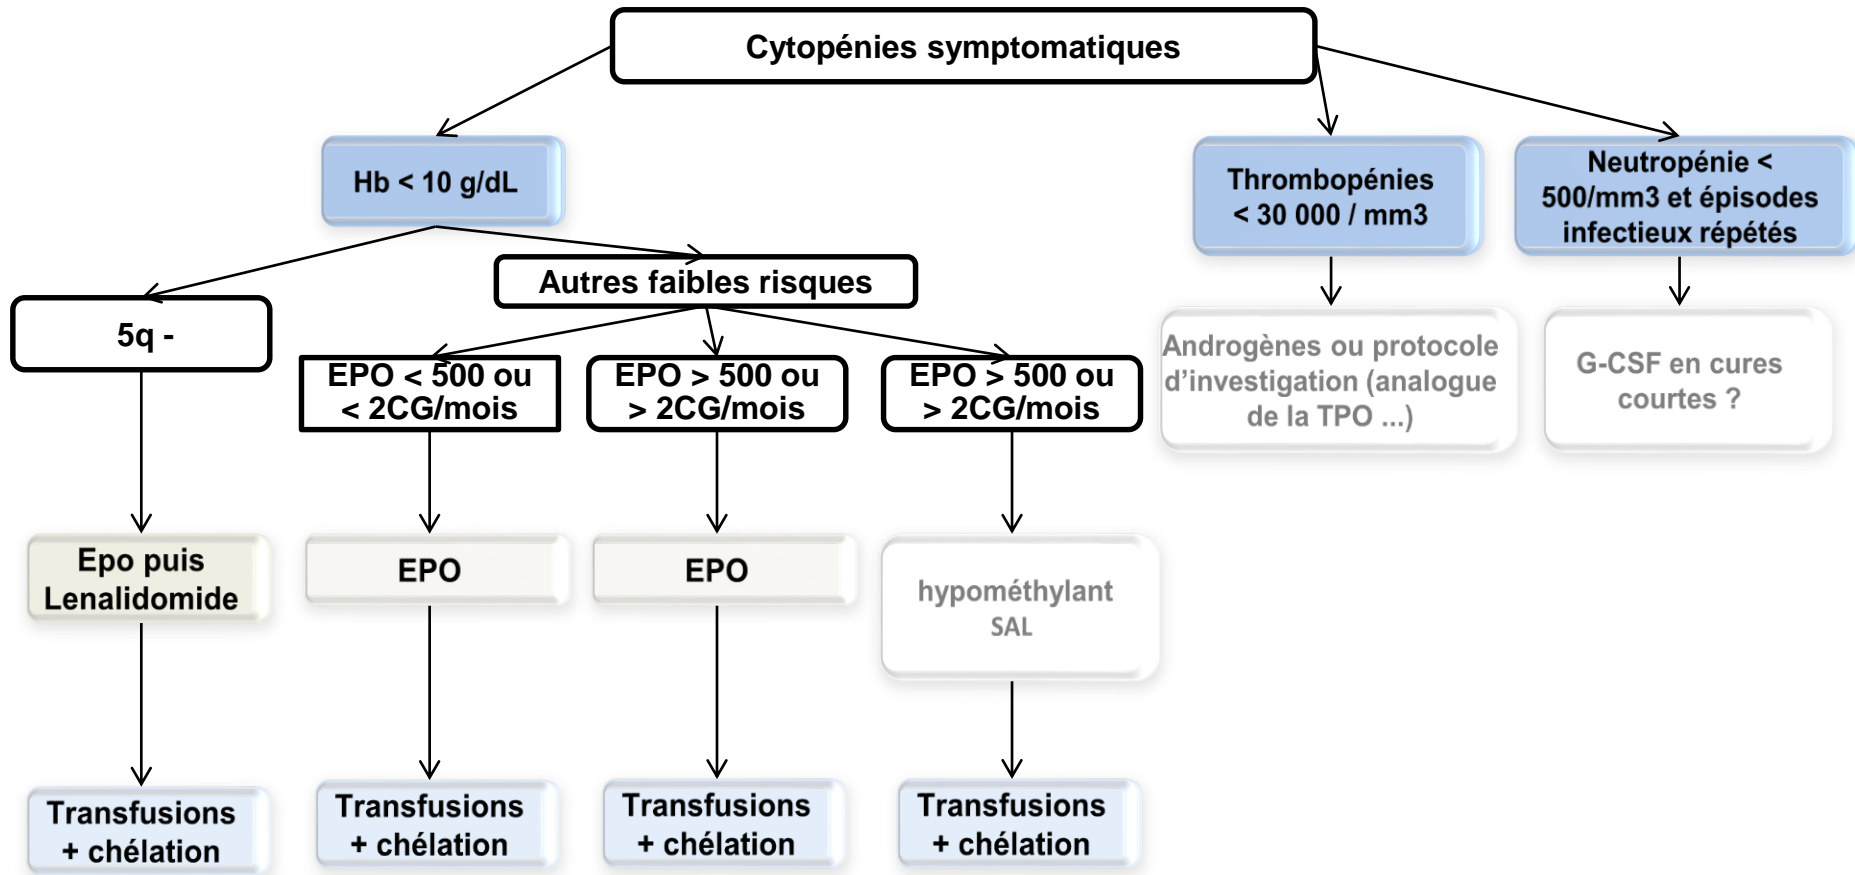 Cytopénies symptomatiques
Hb < 10 g/dL
Thrombopénies
< 30 000 / mm3
Neutropénie <
500/mm3 et épisodes
infectieux répétés
Autres faibles risques
5q -
EPO < 500 ou
< 2CG/mois
EPO > 500 ou
> 2CG/mois
EPO > 500 ou
> 2CG/mois
Androgènes ou protocole
d’investigation (analogue
de la TPO ...)
G-CSF en cures
courtes ?
Epo puis
Lenalidomide
EPO
EPO
hypométhylant
SAL
Transfusions
+ chélation
Transfusions
+ chélation
Transfusions
+ chélation
Transfusions
+ chélation